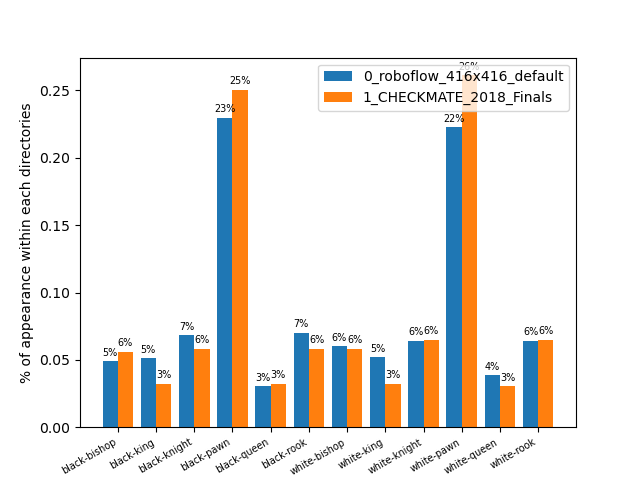 26%
0_roboflow_416x416_default
1_CHECKMATE_2018_Finals
% of appearance within each directories
0.25
0.20
0.15
0.10
0.05
0.00
5% 6% 5% 3% 7% 6% 23% 25% 3% 3% 7% 6% 6% 6% 5% 3% 6% 6% 22% 4% 3% 6% 6%
black-bishop
black-king
black-knight
black-pawn
black-queen
black-rook
white-bishop
white-king
white-knight
white-pawn
white-queen
white-rook